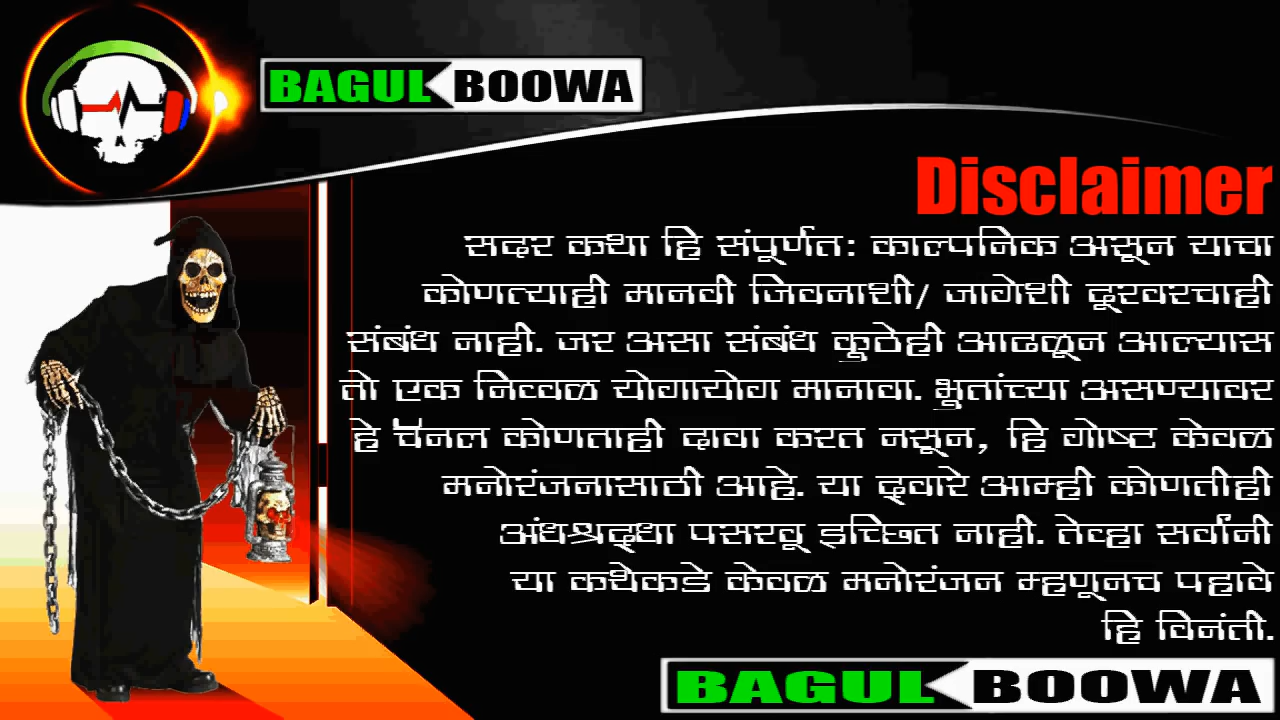 BAGUL BOOWA
Disclaimer
सदर कथा हि संपूर्णत: काल्पनिक असून याचा
कोणत्याही मानवी जिवनाशी/ जागेशी दूरवरचाही
संबंध नाही. जर असा संबंध कुठेही आढळून आल्यास
तो एक निव्वळ योगायोग मानावा. भुतांच्या असण्यावर
हे चॅनल कोणताही दावा करत नसून, हि गोष्ट केवळ
मनोरंजनासाठी आहे. या द्वारे आम्ही कोणतीही
अंधश्रद्धा पसरवू इच्छित नाही. तेव्हा सर्वांनी
या कथेकडे केवळ मनोरंजन म्हणूनच पहावे
हि विनंती.
BAGUL BOOWA